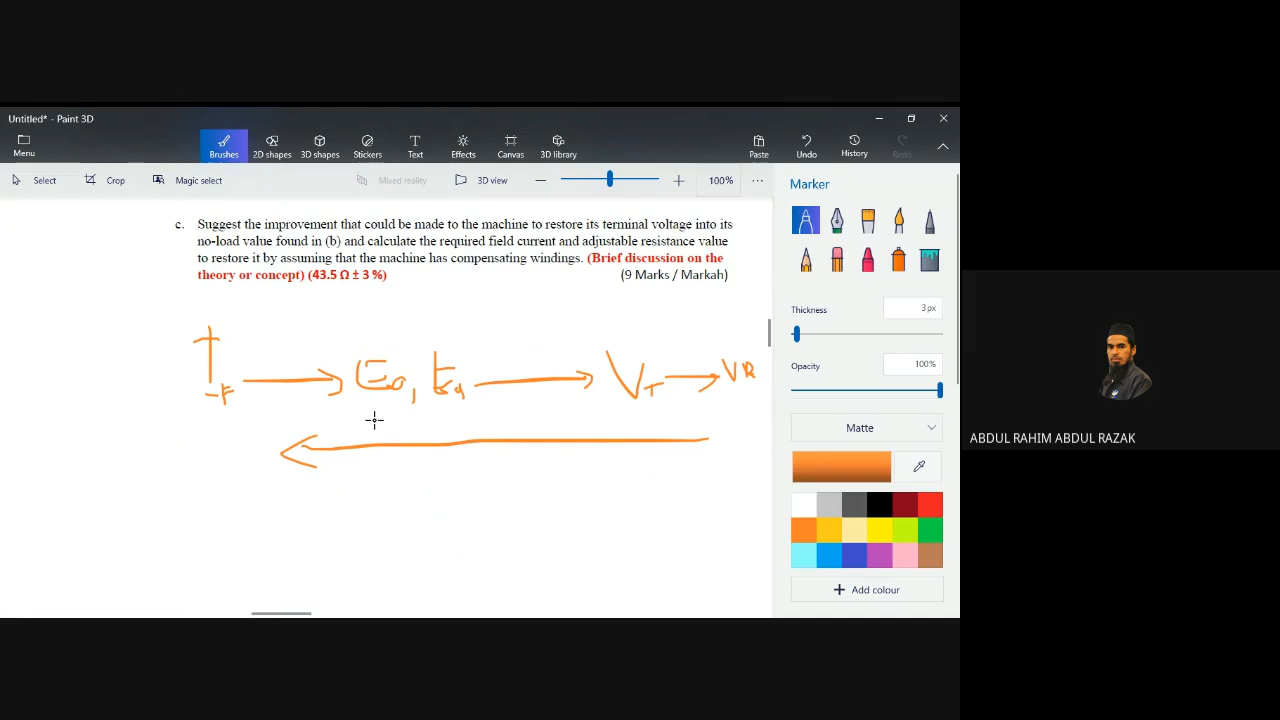 Untitled* - Paint 3D
Menu
Brushes 2D shapes 3D shapes Stickers Text Effects Canvas 3D library Paste Undo History Redo
Select Crop Magic select Mixed reality 3D view 100%
c. Suggest the improvement that could be made to the machine to restore its terminal voltage into its
no-load value found in (b) and calculate the required field current and adjustable resistance value
to restore it by assuming that the machine has compensating windings. (Brief discussion on the
theory or concept) (43.5 Ω ± 3 %) (9 Marks / Markah)
I_F → E_{a0}, E_a → V_T → VR
Marker
Thickness 3px
Opacity 100%
Matte
Add colour
ABDUL RAHIM ABDUL RAZAK